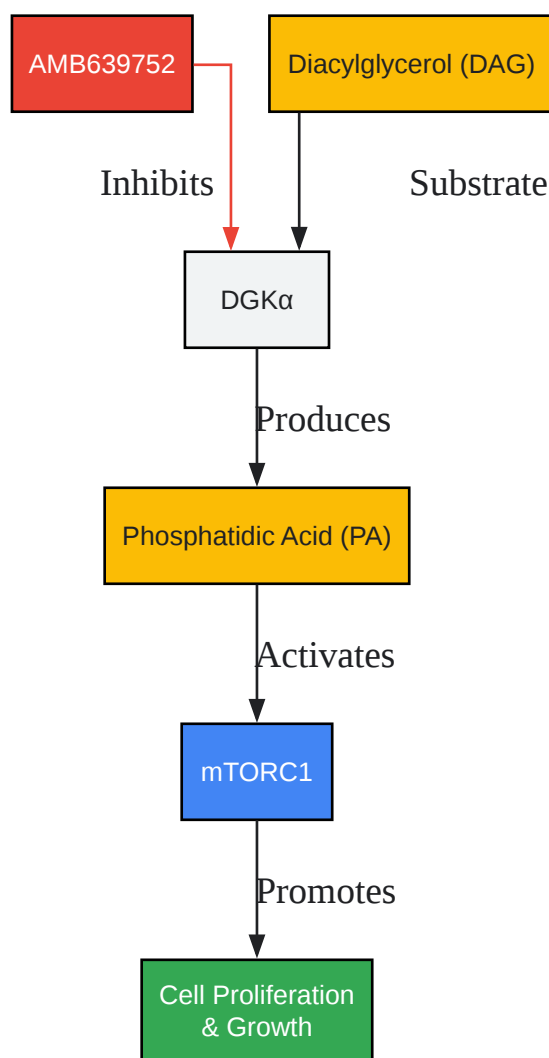 AMB639752
Diacylglycerol (DAG)
Inhibits
Substrate
DGKα
Produces
Phosphatidic Acid (PA)
Activates
mTORC1
Promotes
Cell Proliferation
& Growth